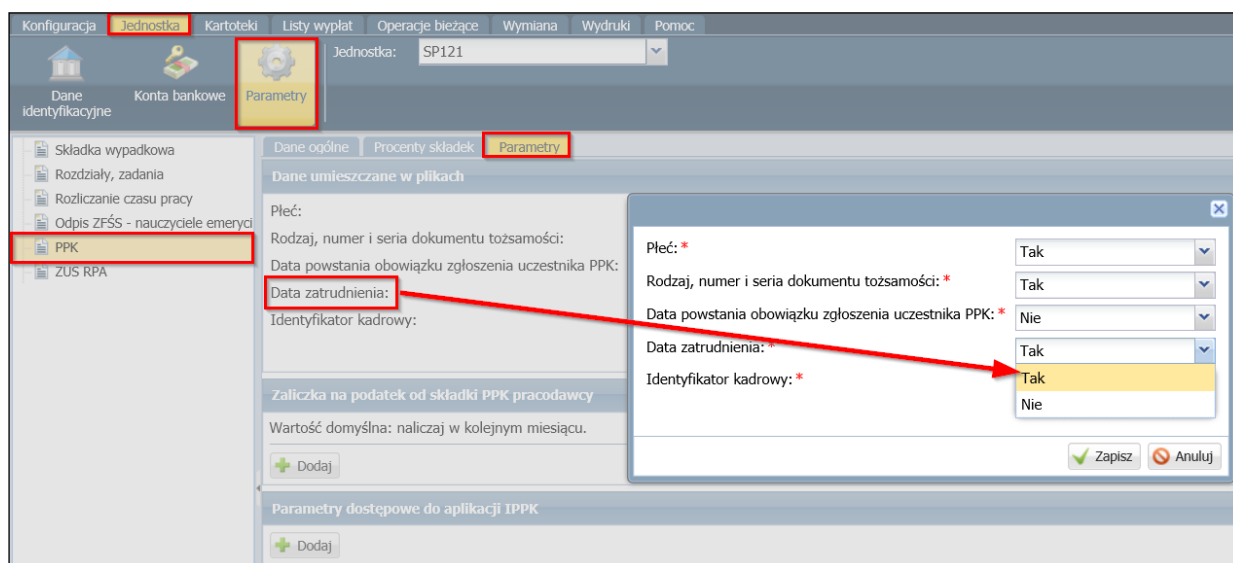 Konfiguracja Jednostka Kartoteki Listy wypłat Operacje bieżące Wymiana Wydruki Pomoc
Jednostka: SP121
Dane identyfikacyjne
Konta bankowe
Parametry
Składka wypadkowa
Rozdziały, zadania
Rozliczanie czasu pracy
Odpis ZFŚS - nauczyciele emeryci
PPK
ZUS RPA
Dane ogólne Procenty składek Parametry
Dane umieszczane w plikach
Płeć:
Rodzaj, numer i seria dokumentu tożsamości:
Data powstania obowiązku zgłoszenia uczestnika PPK:
Data zatrudnienia:
Identyfikator kadrowy:
Zaliczka na podatek od składki PPK pracodawcy
Wartość domyślna: naliczaj w kolejnym miesiącu.
Dodaj
Parametry dostępowe do aplikacji IPPK
Dodaj
Płeć: * Tak
Rodzaj, numer i seria dokumentu tożsamości: * Tak
Data powstania obowiązku zgłoszenia uczestnika PPK: * Nie
Data zatrudnienia: * Tak
Identyfikator kadrowy: * Tak
Nie
Zapisz Anuluj